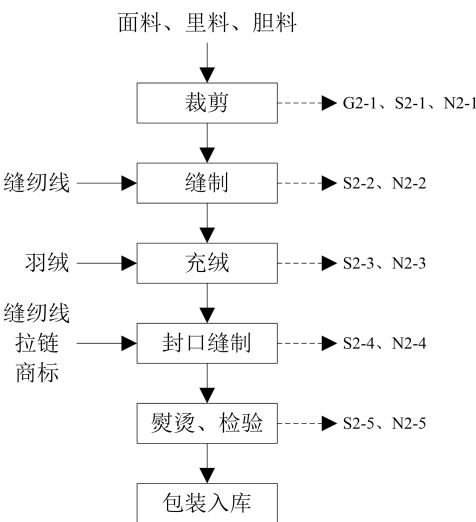 面料、里料、胆料
裁剪
G2-1、S2-1、N2-1
缝纫线
缝制
S2-2、N2-2
羽绒
充绒
S2-3、N2-3
缝纫线
拉链
商标
封口缝制
S2-4、N2-4
熨烫、检验
S2-5、N2-5
包装入库